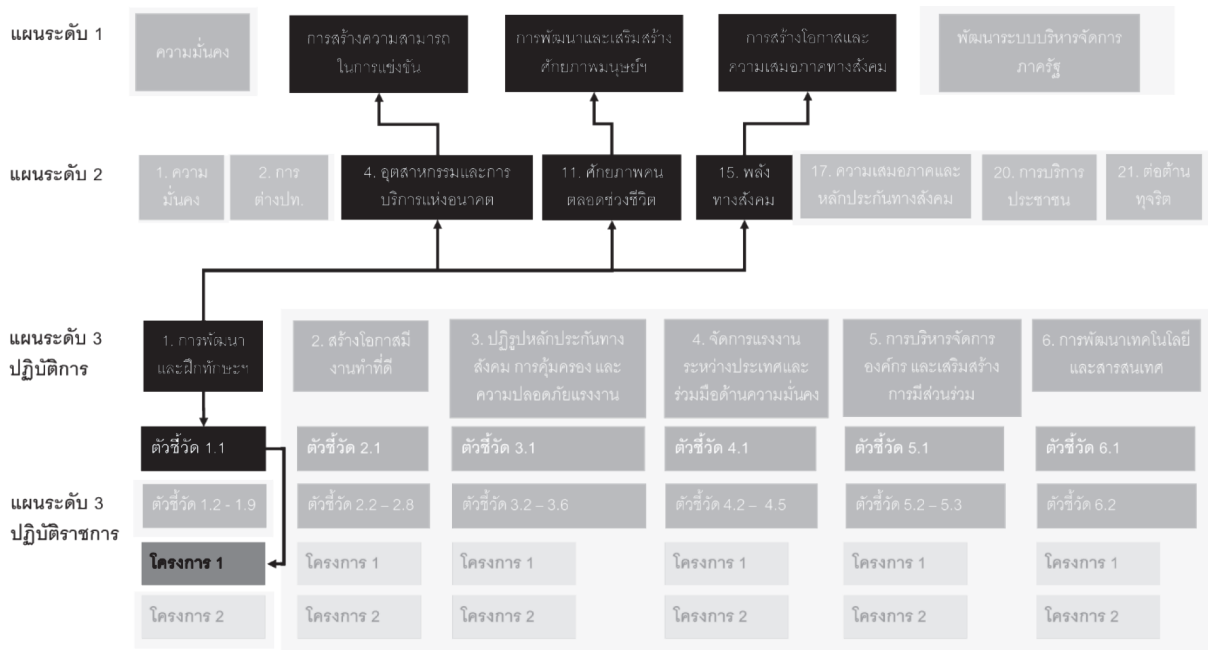 แผนระดับ 1
ความมั่นคง
การสร้างความสามารถ
ในการแข่งขัน
การพัฒนาและเสริมสร้าง
ศักยภาพมนุษย์ฯ
การสร้างโอกาสและ
ความเสมอภาคทางสังคม
พัฒนาระบบบริหารจัดการ
ภาครัฐ
แผนระดับ 2
1. ความ
มั่นคง
2. การ
ต่างปท.
4. อุตสาหกรรมและการ
บริการแห่งอนาคต
11. ศักยภาพคน
ตลอดช่วงชีวิต
15. พลัง
ทางสังคม
17. ความเสมอภาคและ
หลักประกันทางสังคม
20. การบริการ
ประชาชน
21. ต่อต้าน
ทุจริต
แผนระดับ 3
ปฏิบัติการ
1. การพัฒนา
และฝึกทักษะฯ
2. สร้างโอกาสมี
งานทำที่ดี
3. ปฏิรูปหลักประกันทาง
สังคม การคุ้มครอง และ
ความปลอดภัยแรงงาน
4. จัดการแรงงาน
ระหว่างประเทศและ
ร่วมมือด้านความมั่นคง
5. การบริหารจัดการ
องค์กร และเสริมสร้าง
การมีส่วนร่วม
6. การพัฒนาเทคโนโลยี
และสารสนเทศ
ตัวชี้วัด 1.1
ตัวชี้วัด 2.1
ตัวชี้วัด 3.1
ตัวชี้วัด 4.1
ตัวชี้วัด 5.1
ตัวชี้วัด 6.1
แผนระดับ 3
ปฏิบัติราชการ
ตัวชี้วัด 1.2 - 1.9
ตัวชี้วัด 2.2 – 2.8
ตัวชี้วัด 3.2 – 3.6
ตัวชี้วัด 4.2 – 4.5
ตัวชี้วัด 5.2 – 5.3
ตัวชี้วัด 6.2
โครงการ 1
โครงการ 1
โครงการ 1
โครงการ 1
โครงการ 1
โครงการ 1
โครงการ 2
โครงการ 2
โครงการ 2
โครงการ 2
โครงการ 2
โครงการ 2